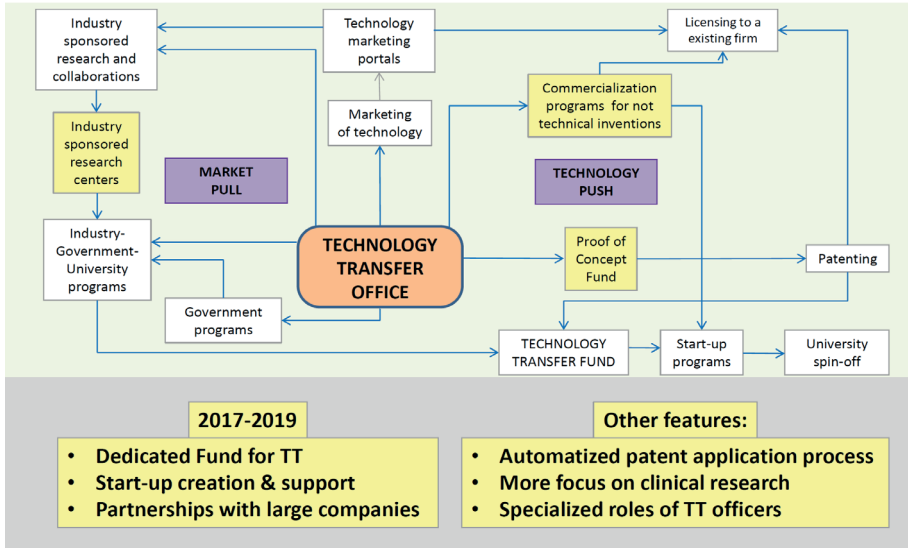 Industry
sponsored
research and
collaborations
Technology
marketing
portals
Licensing to a
existing firm
Marketing
of technology
Commercialization
programs for not
technical inventions
Industry
sponsored
research
centers
MARKET
PULL
TECHNOLOGY
PUSH
Industry-
Government-
University
programs
TECHNOLOGY
TRANSFER
OFFICE
Proof of
Concept
Fund
Patenting
Government
programs
TECHNOLOGY
TRANSFER FUND
Start-up
programs
University
spin-off
2017-2019
• Dedicated Fund for TT
• Start-up creation & support
• Partnerships with large companies
Other features:
• Automatized patent application process
• More focus on clinical research
• Specialized roles of TT officers